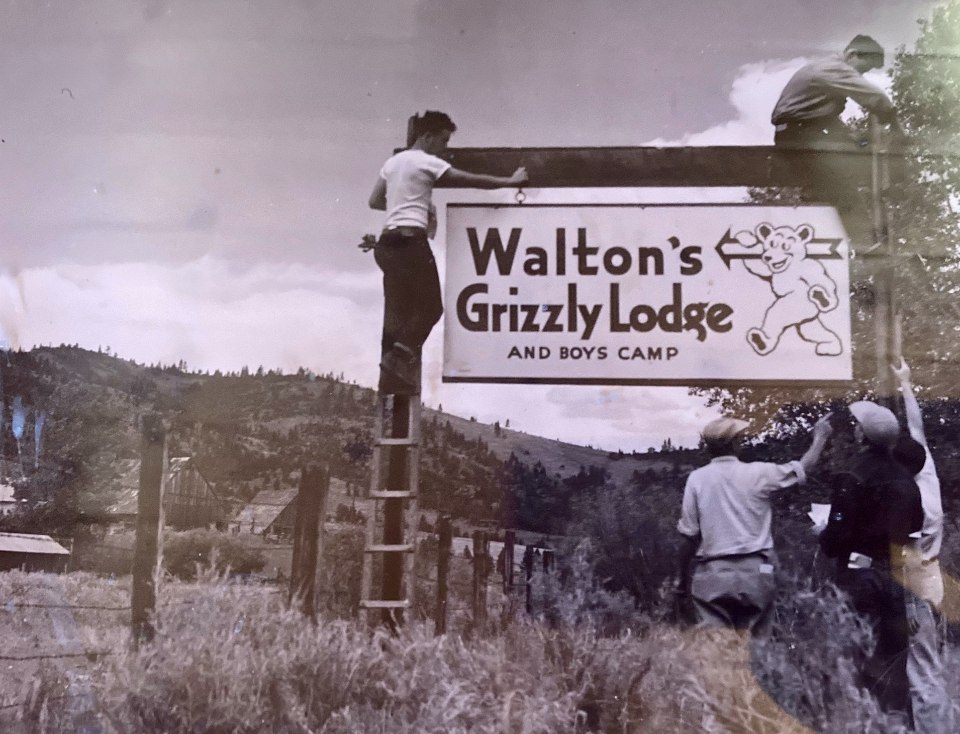 Walton's
Grizzly Lodge
AND BOYS CAMP